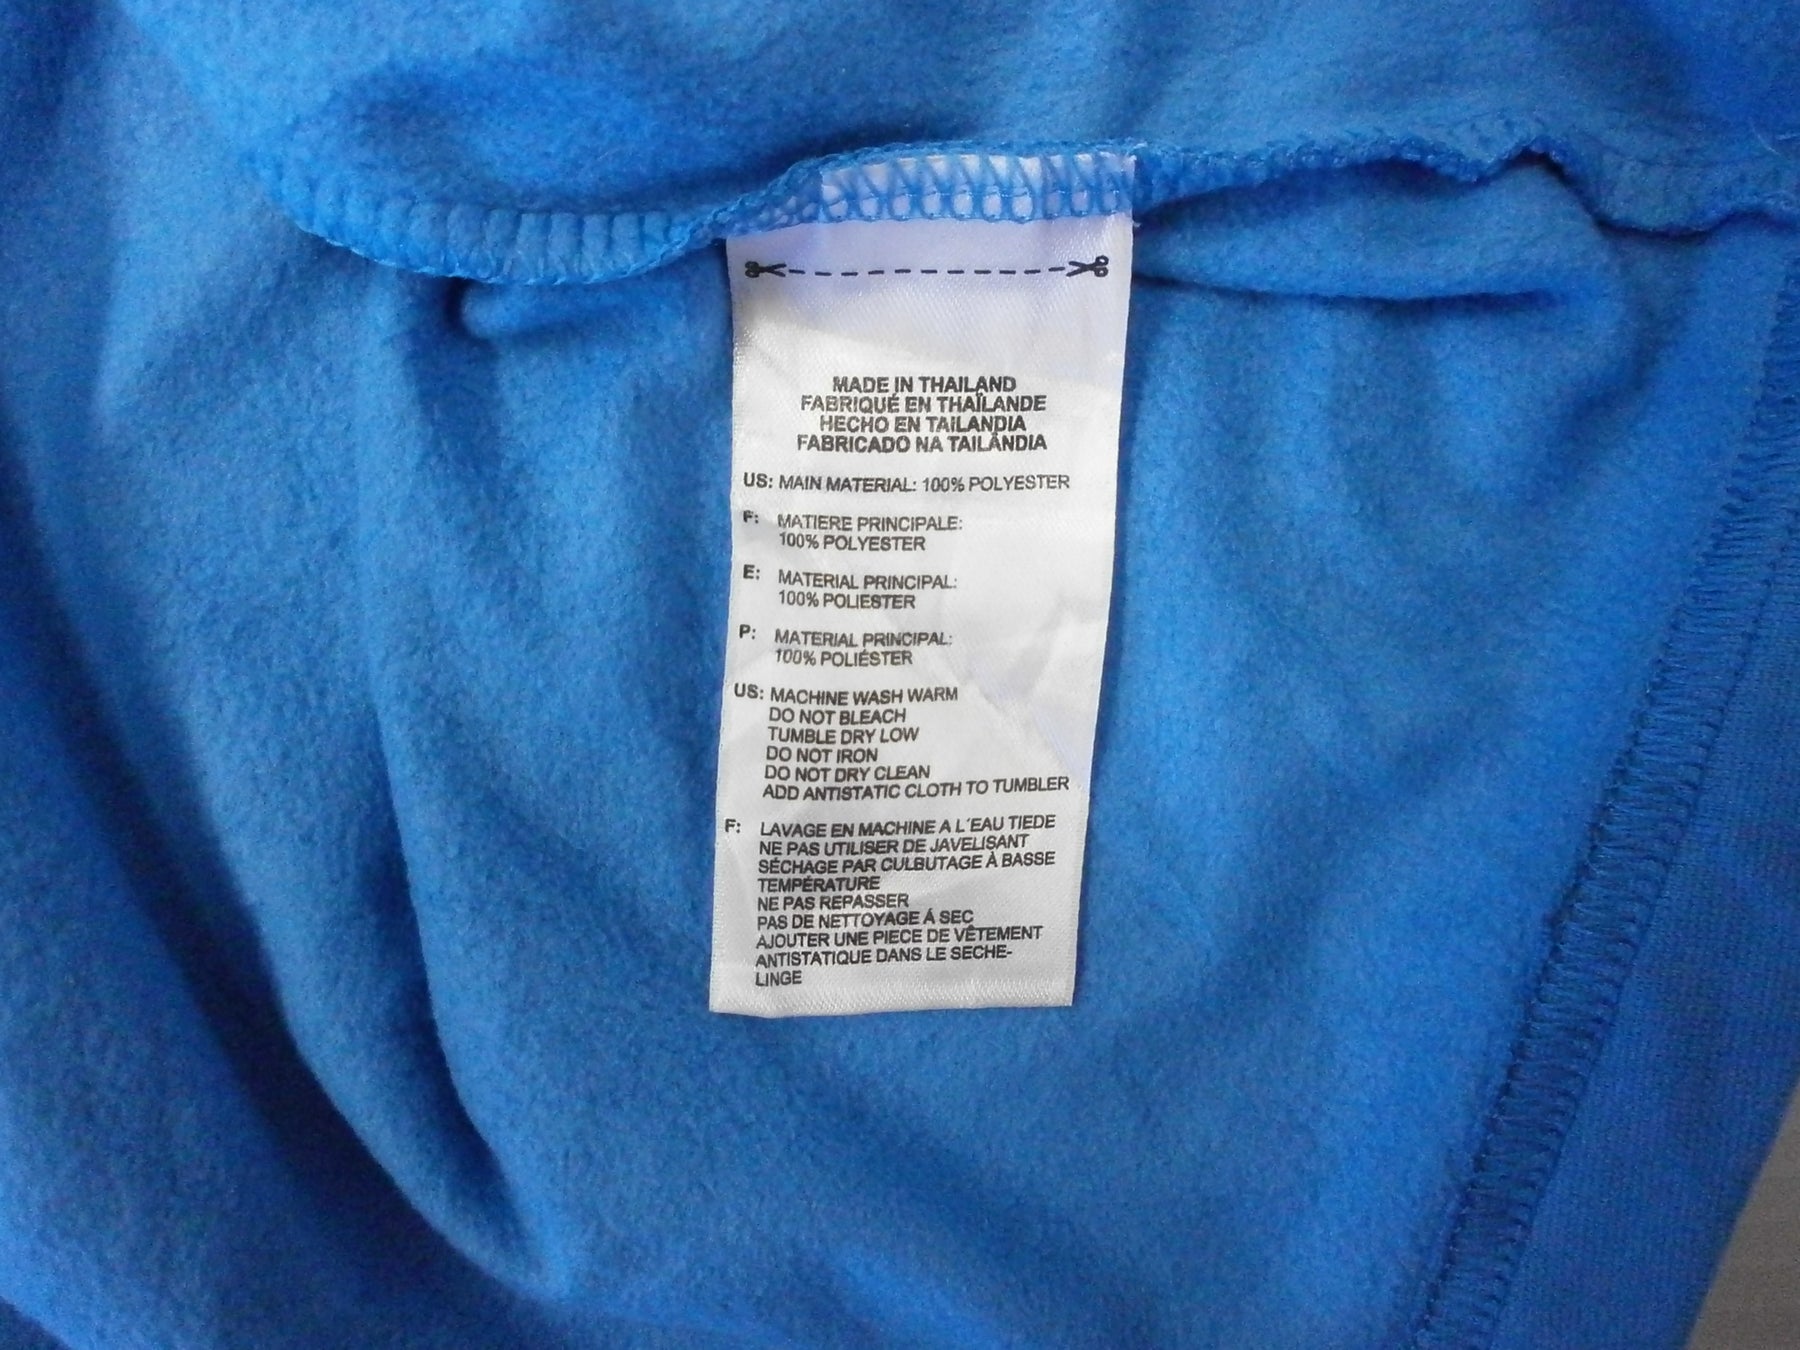 MADE IN THAILAND
FABRIQUÉ EN THAÏLANDE
HECHO EN TAILANDIA
FABRICADO NA TAILÂNDIA
US: MAIN MATERIAL: 100% POLYESTER
F: MATIERE PRINCIPALE:
100% POLYESTER
E: MATERIAL PRINCIPAL:
100% POLIESTER
P: MATERIAL PRINCIPAL:
100% POLIÉSTER
US: MACHINE WASH WARM
DO NOT BLEACH
TUMBLE DRY LOW
DO NOT IRON
DO NOT DRY CLEAN
ADD ANTISTATIC CLOTH TO TUMBLER
F: LAVAGE EN MACHINE A L´EAU TIEDE
NE PAS UTILISER DE JAVELISANT
SÉCHAGE PAR CULBUTAGE À BASSE
TEMPÉRATURE
NE PAS REPASSER
PAS DE NETTOYAGE Á SEC
AJOUTER UNE PIECE DE VÊTEMENT
ANTISTATIQUE DANS LE SECHE-
LINGE